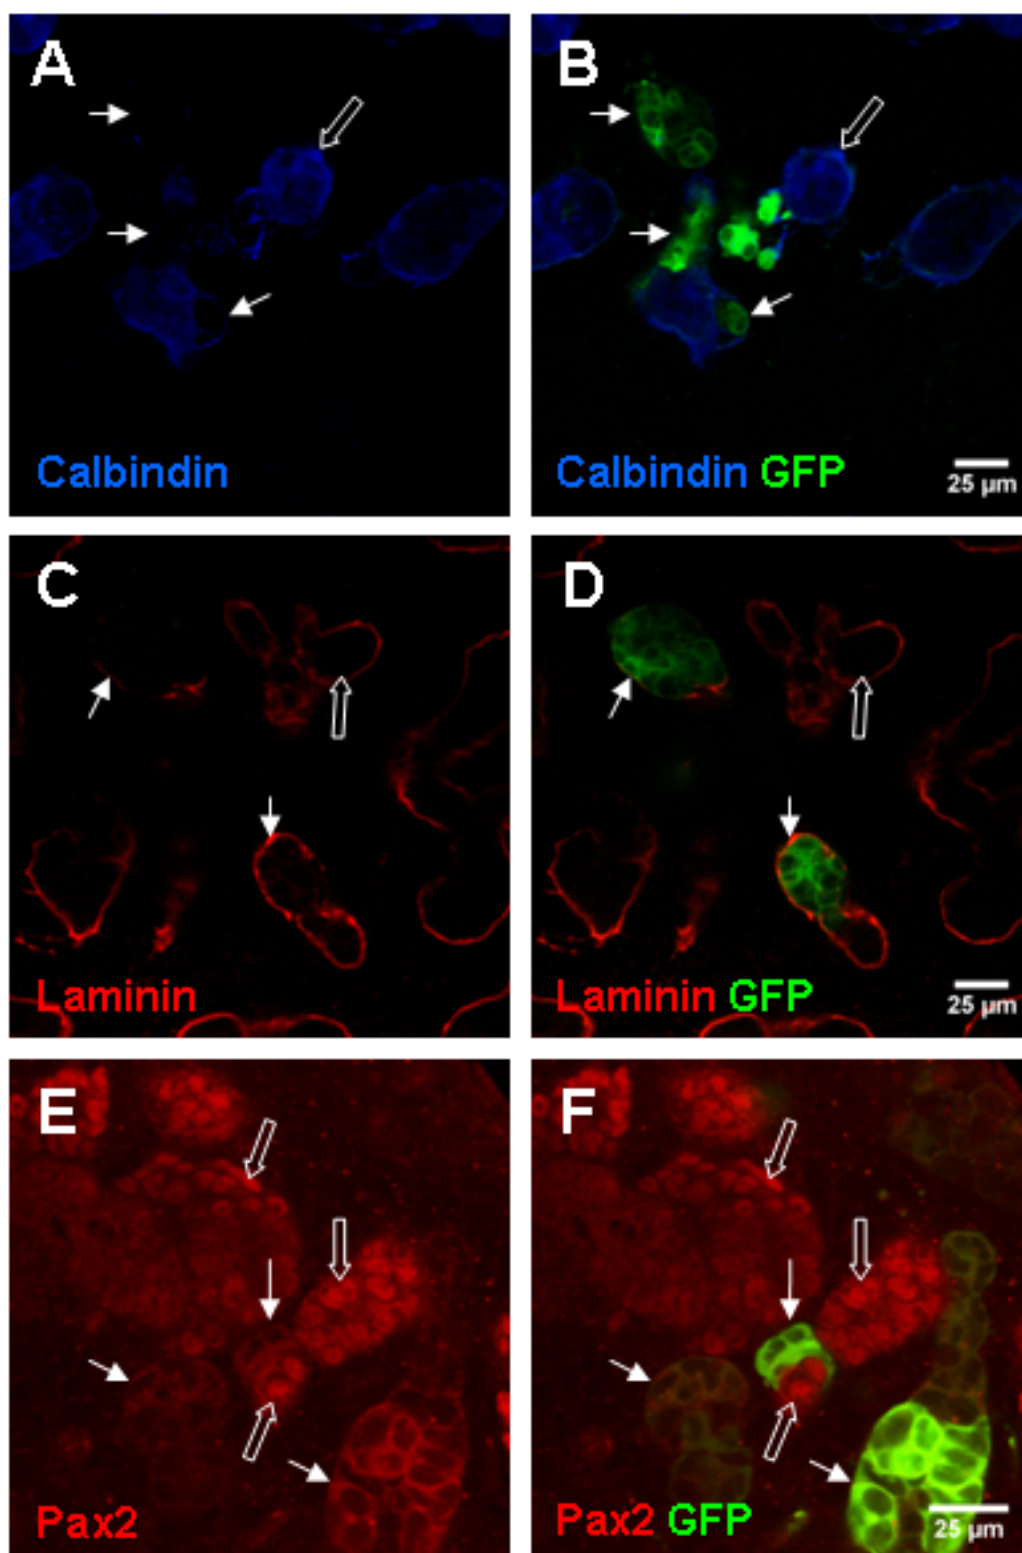 A
B
Calbindin
Calbindin GFP
25 µm
C
D
Laminin
Laminin GFP
25 µm
E
F
Pax2
Pax2 GFP
25 µm